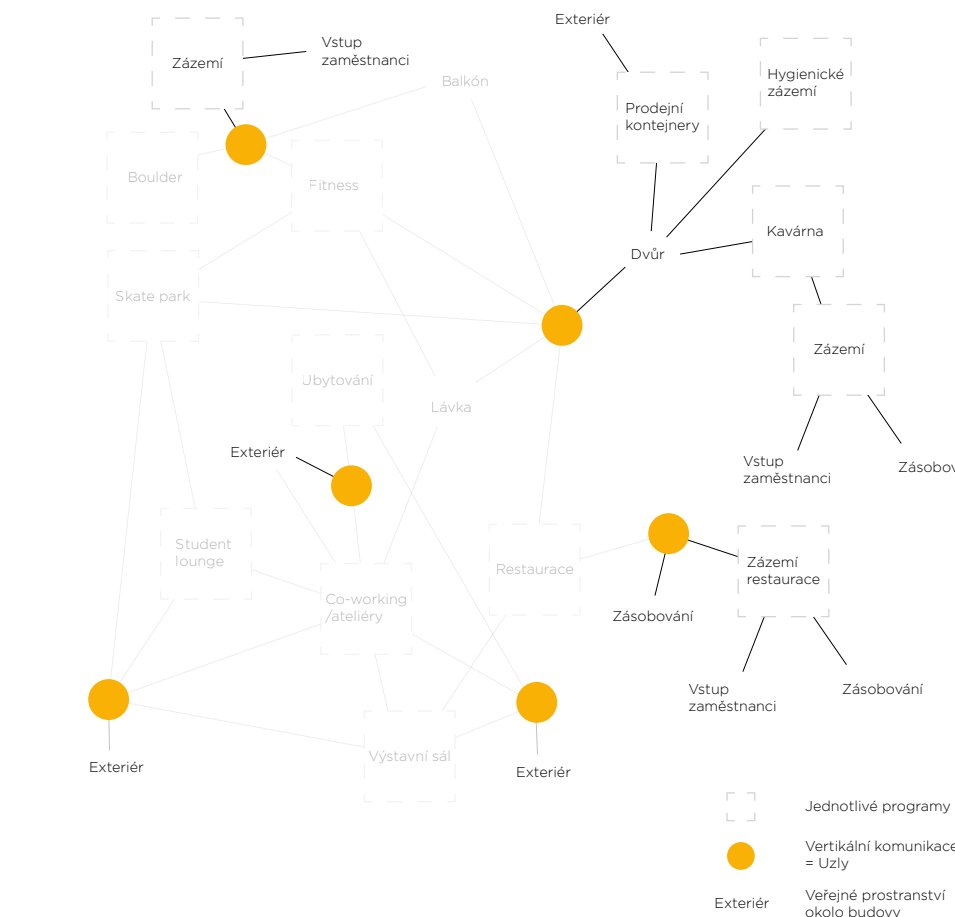 Exteriér
Vstup
zaměstnanci
Zázemí
Balkón
Hygienické
zázemí
Prodejní
kontejnery
Boulder
Fitness
Kavárna
Dvůr
Skate park
Zázemí
Ubytování
Lávka
Exteriér
Vstup
zaměstnanci
Zásobov
Student
lounge
Restaurace
Zázemí
restaurace
Co-working
/ateliéry
Zásobování
Vstup
zaměstnanci
Zásobování
Výstavní sál
Exteriér
Exteriér
Jednotlivé programy
Vertikální komunikace
= Uzly
Exteriér
Veřejné prostranství
okolo budovy